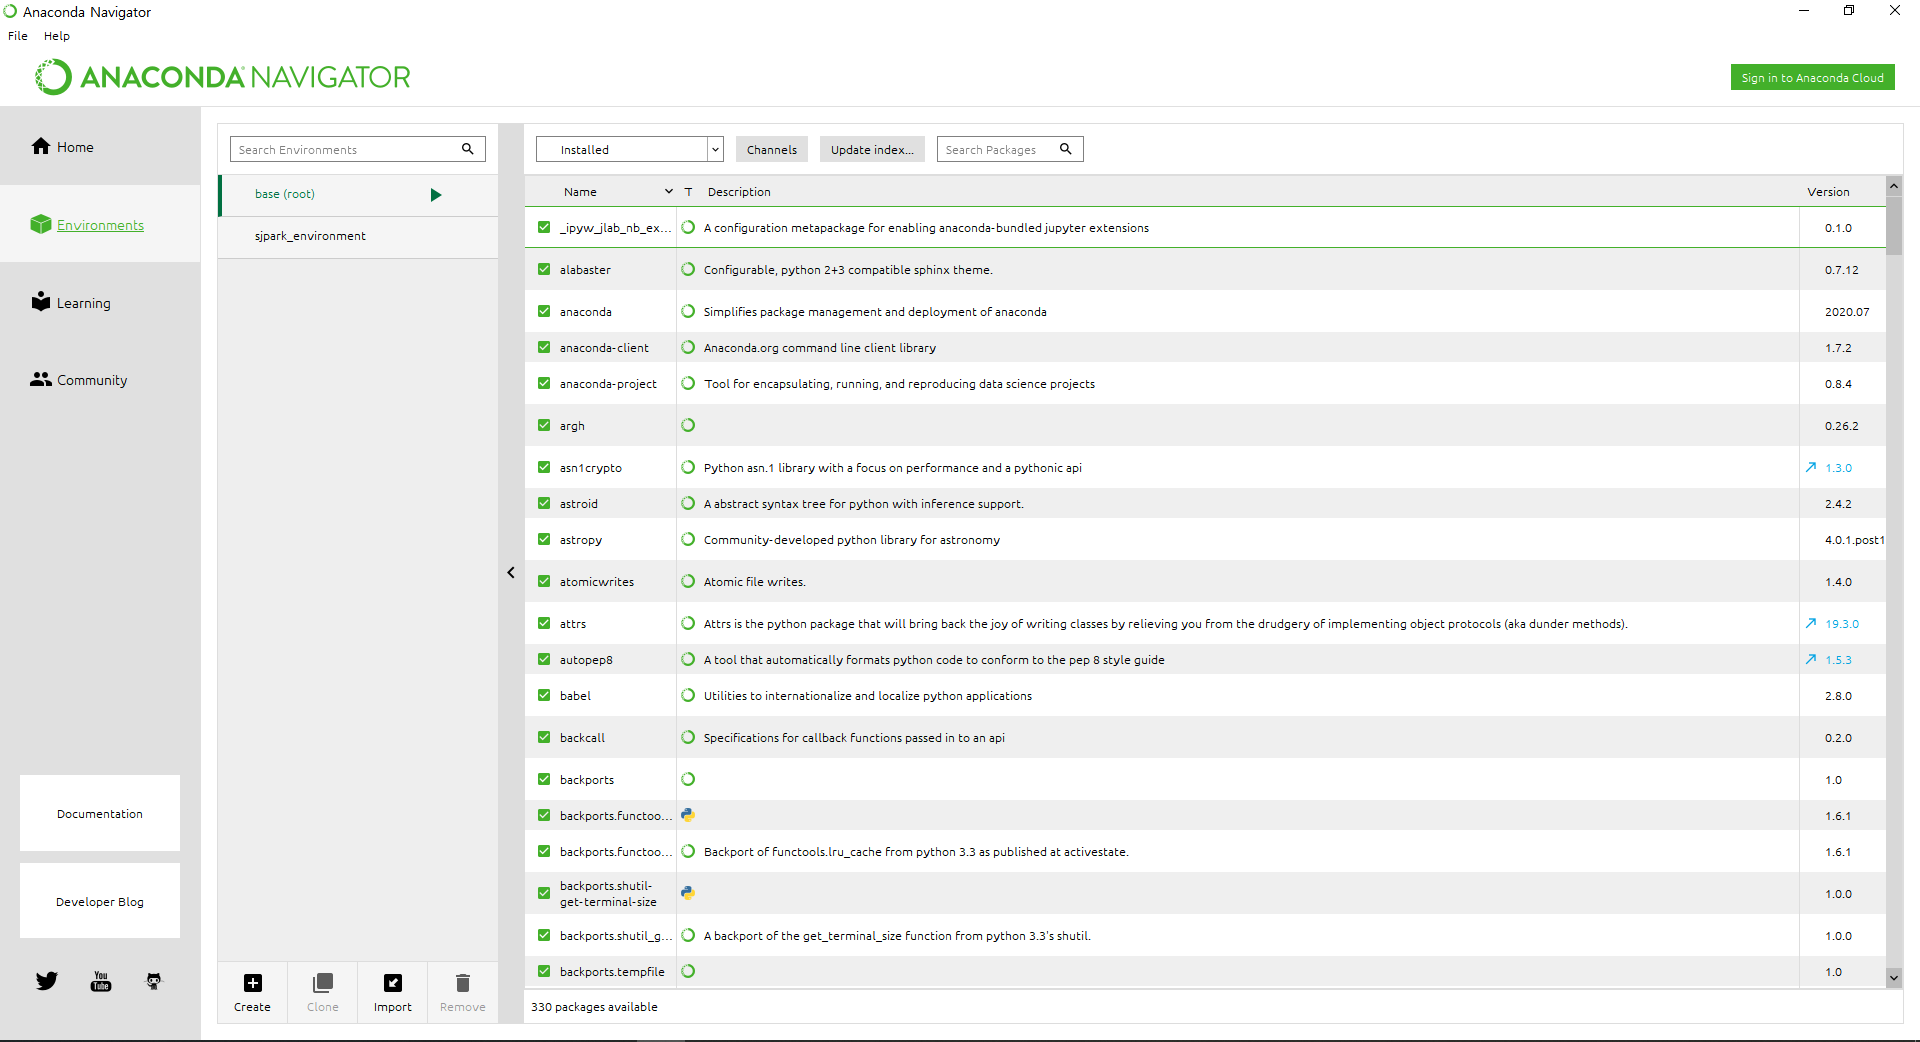 Anaconda Navigator
File Help
ANACONDA NAVIGATOR
Sign in to Anaconda Cloud
Home
Environments
Learning
Community
Documentation
Developer Blog
You
Tube
Search Environments
base (root)
sjpark_environment
Create
Clone
Import
Remove
Installed
Channels
Update index...
Search Packages
Name T Description Version
_ipyw_jlab_nb_ex... A configuration metapackage for enabling anaconda-bundled jupyter extensions 0.1.0
alabaster Configurable, python 2+3 compatible sphinx theme. 0.7.12
anaconda Simplifies package management and deployment of anaconda 2020.07
anaconda-client Anaconda.org command line client library 1.7.2
anaconda-project Tool for encapsulating, running, and reproducing data science projects 0.8.4
argh 0.26.2
asn1crypto Python asn.1 library with a focus on performance and a pythonic api 1.3.0
astroid A abstract syntax tree for python with inference support. 2.4.2
astropy Community-developed python library for astronomy 4.0.1.post1
atomicwrites Atomic file writes. 1.4.0
attrs Attrs is the python package that will bring back the joy of writing classes by relieving you from the drudgery of implementing object protocols (aka dunder methods). 19.3.0
autopep8 A tool that automatically formats python code to conform to the pep 8 style guide 1.5.3
babel Utilities to internationalize and localize python applications 2.8.0
backcall Specifications for callback functions passed in to an api 0.2.0
backports 1.0
backports.functoo... 1.6.1
backports.functoo... Backport of functools.lru_cache from python 3.3 as published at activestate. 1.6.1
backports.shutil-
get-terminal-size 1.0.0
backports.shutil_g... A backport of the get_terminal_size function from python 3.3's shutil. 1.0.0
backports.tempfile 1.0
330 packages available